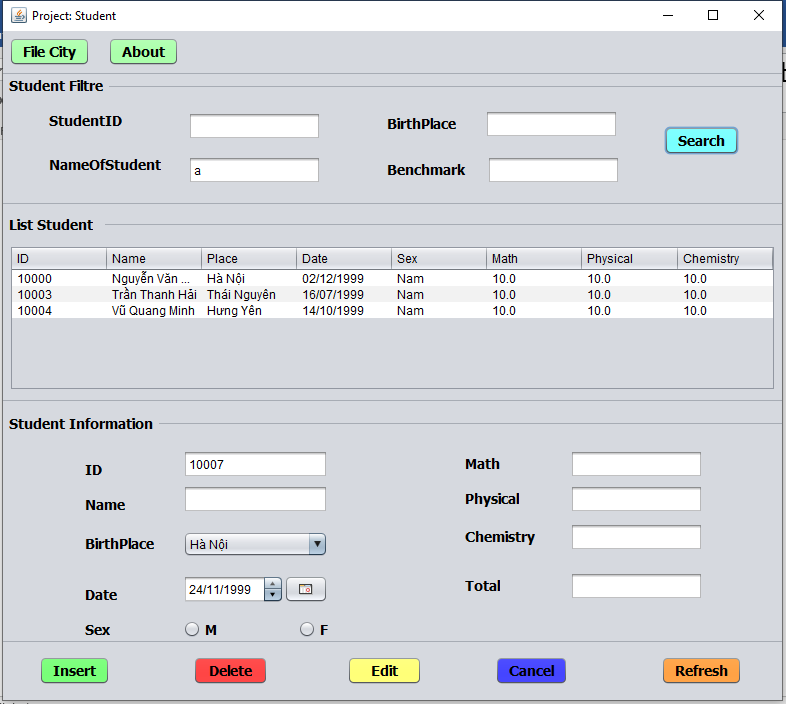 Project: Student
File City About
Student Filtre
StudentID BirthPlace
Search
NameOfStudent a Benchmark
List Student
ID Name Place Date Sex Math Physical Chemistry
10000 Nguyễn Văn ... Hà Nội 02/12/1999 Nam 10.0 10.0 10.0
10003 Trần Thanh Hải Thái Nguyên 16/07/1999 Nam 10.0 10.0 10.0
10004 Vũ Quang Minh Hưng Yên 14/10/1999 Nam 10.0 10.0 10.0
Student Information
ID 10007 Math
Name Physical
BirthPlace Hà Nội Chemistry
Date 24/11/1999 Total
Sex M F
Insert Delete Edit Cancel Refresh